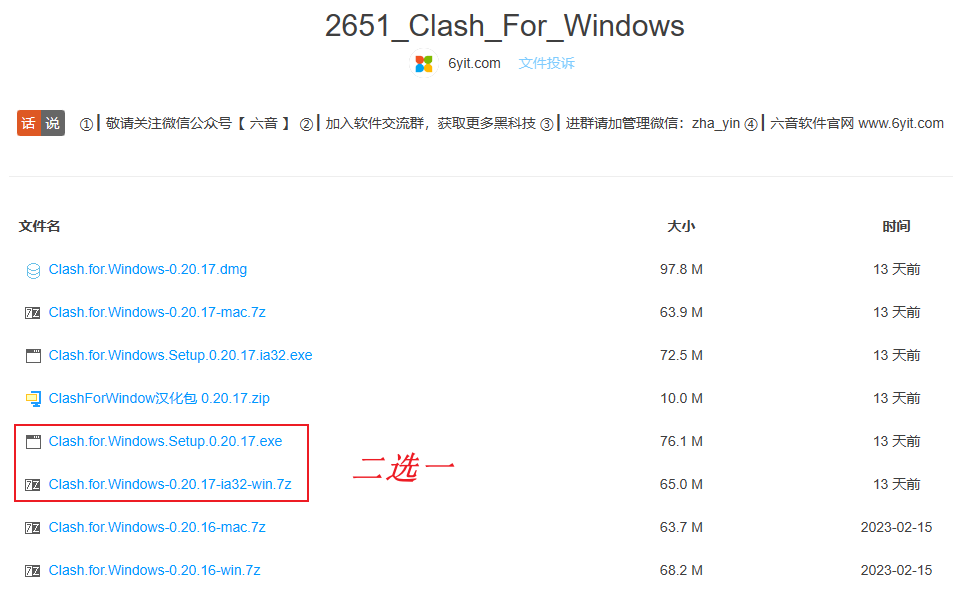 2651_Clash_For_Windows
6yit.com 文件投诉
话说 ①┃敬请关注微信公众号【 六音 】 ②┃加入软件交流群，获取更多黑科技 ③┃进群请加管理微信：zha_yin ④┃六音软件官网 www.6yit.com
文件名 大小 时间
Clash.for.Windows-0.20.17.dmg 97.8 M 13 天前
Clash.for.Windows-0.20.17-mac.7z 63.9 M 13 天前
Clash.for.Windows.Setup.0.20.17.ia32.exe 72.5 M 13 天前
ClashForWindow汉化包 0.20.17.zip 10.0 M 13 天前
Clash.for.Windows.Setup.0.20.17.exe 76.1 M 13 天前
二选一
Clash.for.Windows-0.20.17-ia32-win.7z 65.0 M 13 天前
Clash.for.Windows-0.20.16-mac.7z 63.7 M 2023-02-15
Clash.for.Windows-0.20.16-win.7z 68.2 M 2023-02-15